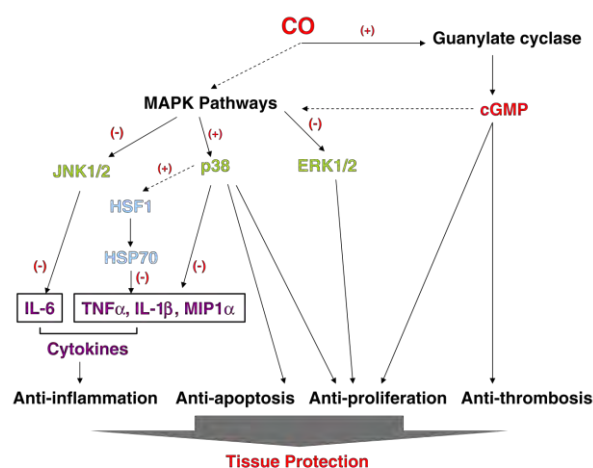 CO
(+)
Guanylate cyclase
MAPK Pathways
cGMP
(-)
(+)
(-)
JNK1/2
(+)
p38
ERK1/2
HSF1
HSP70
(-)
(-)
(-)
IL-6
TNFα, IL-1β, MIP1α
Cytokines
Anti-inflammation
Anti-apoptosis
Anti-proliferation
Anti-thrombosis
Tissue Protection